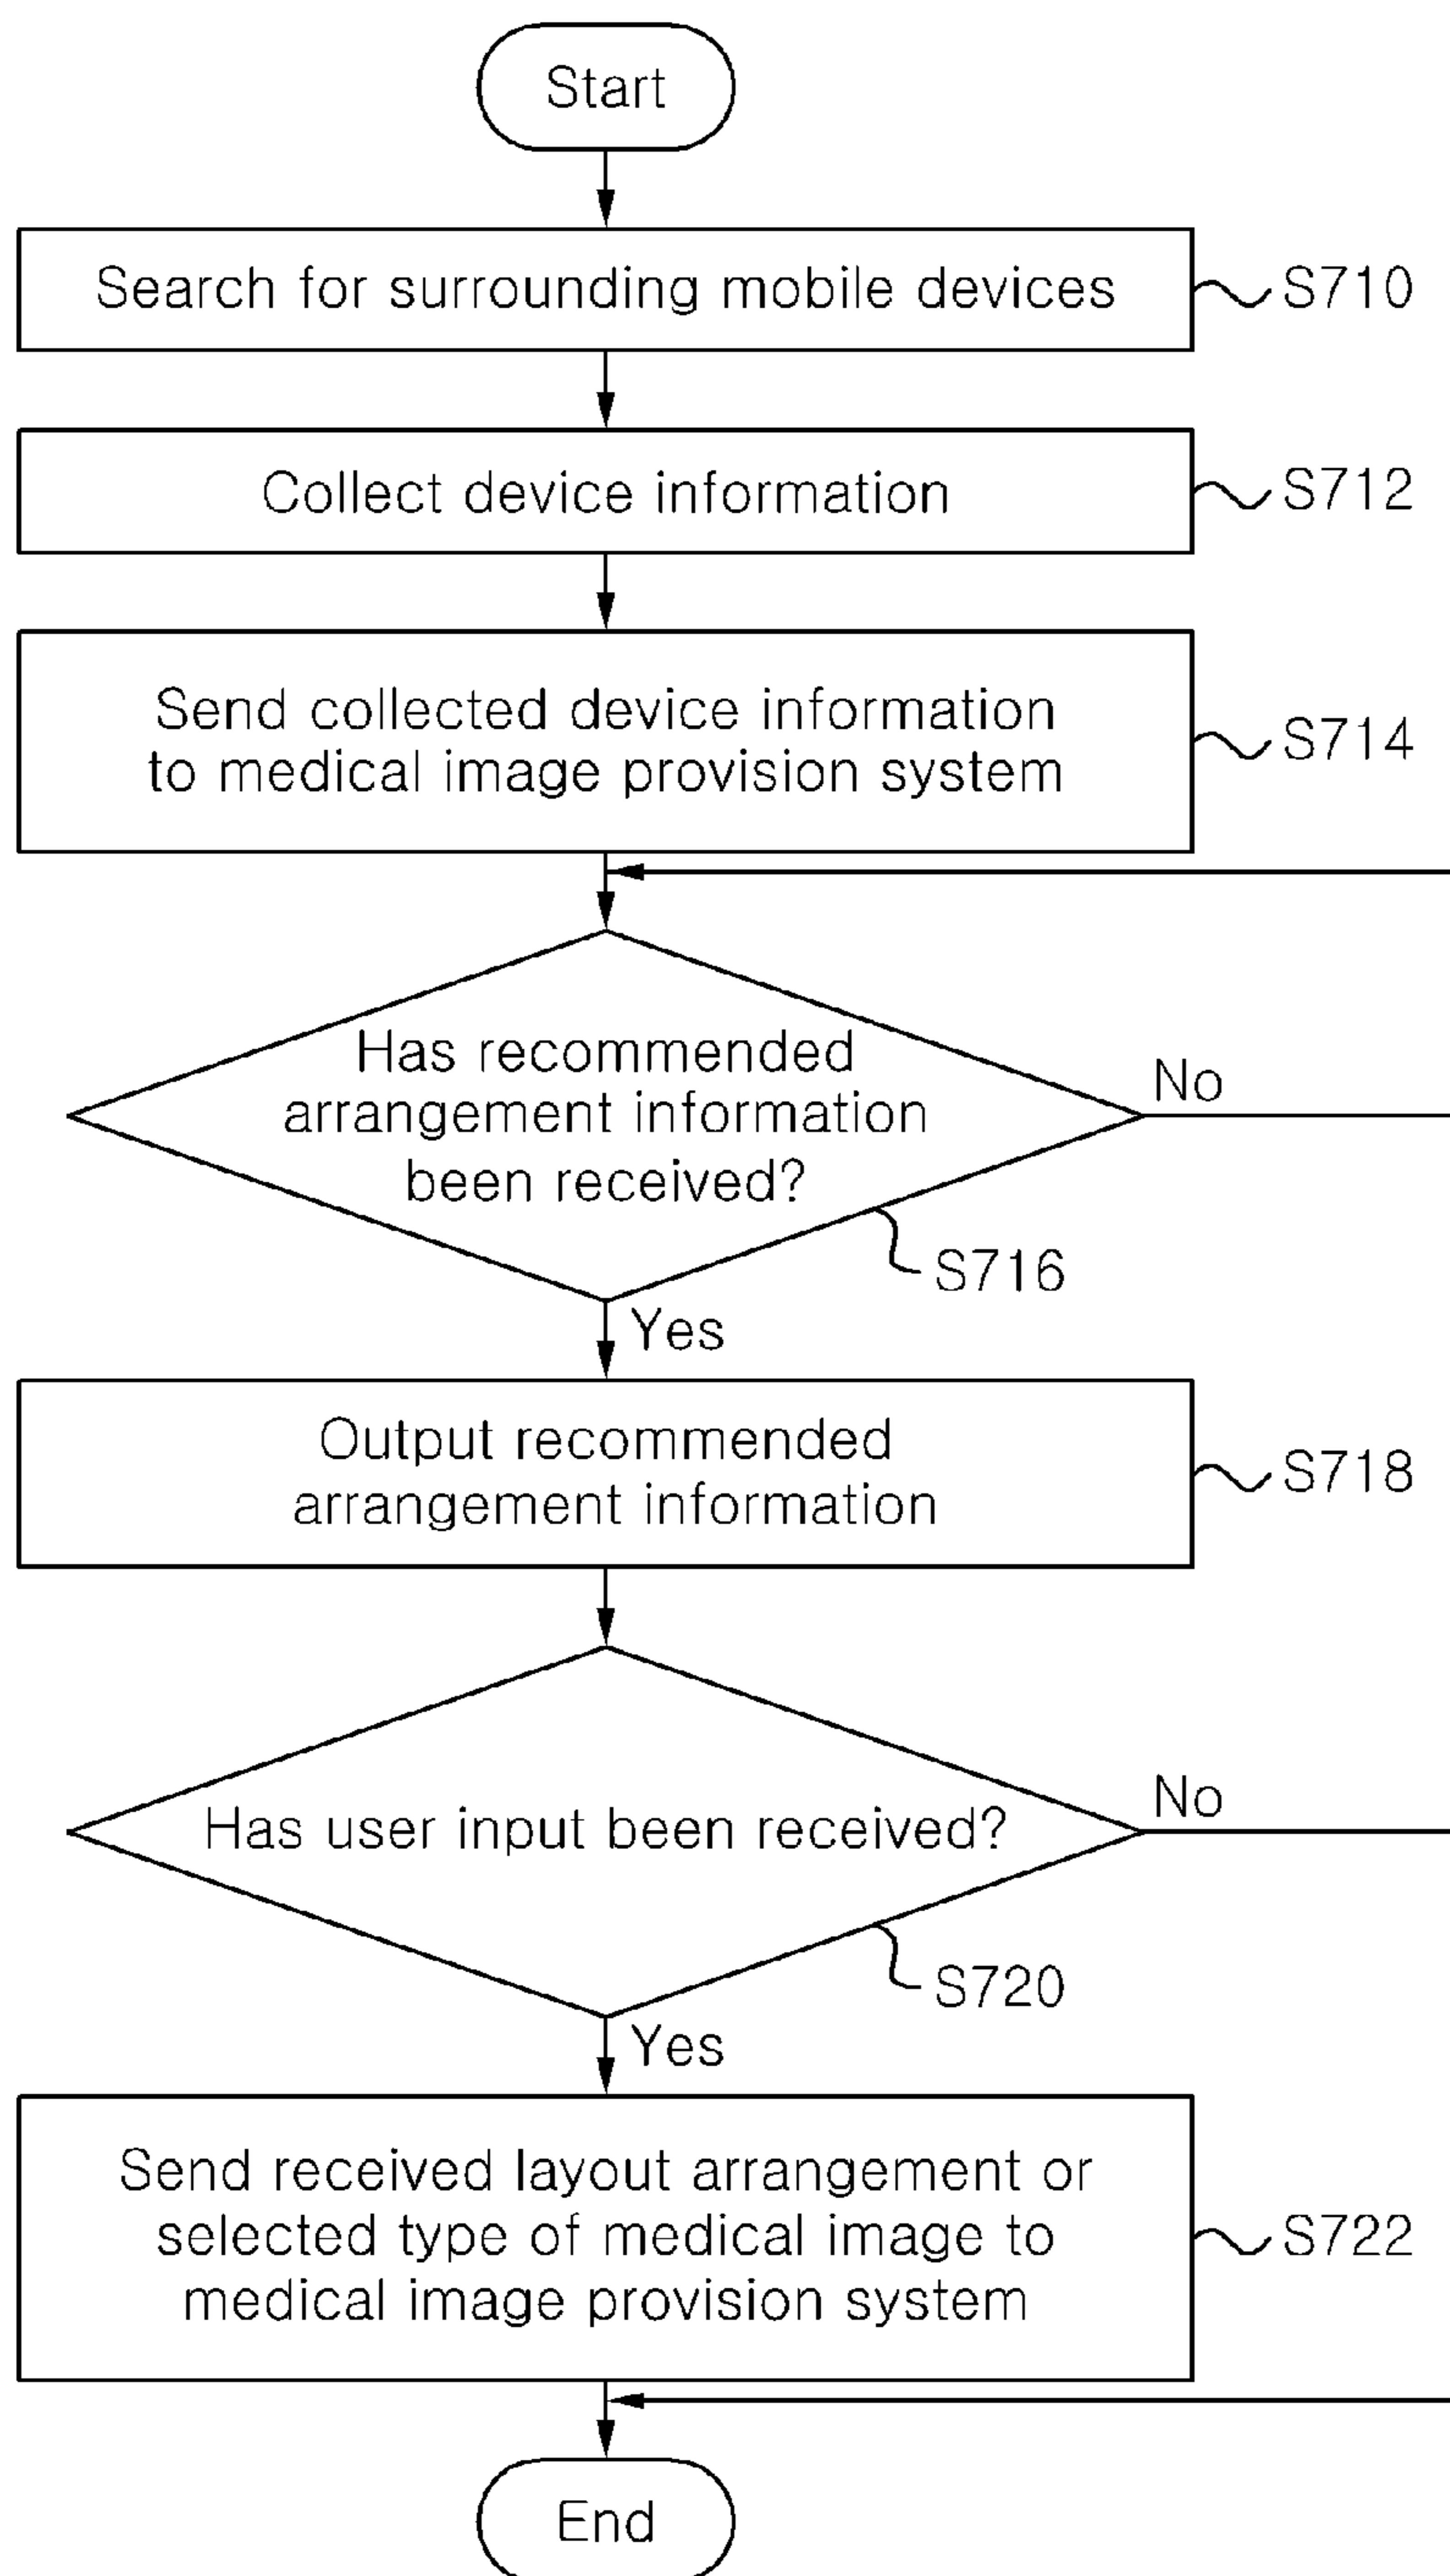 Start
Search for surrounding mobile devices
S710
Collect device information
S712
Send collected device information
to medical image provision system
S714
Has recommended
arrangement information
been received?
No
S716
Yes
Output recommended
arrangement information
S718
Has user input been received?
No
S720
Yes
Send received layout arrangement or
selected type of medical image to
medical image provision system
S722
End